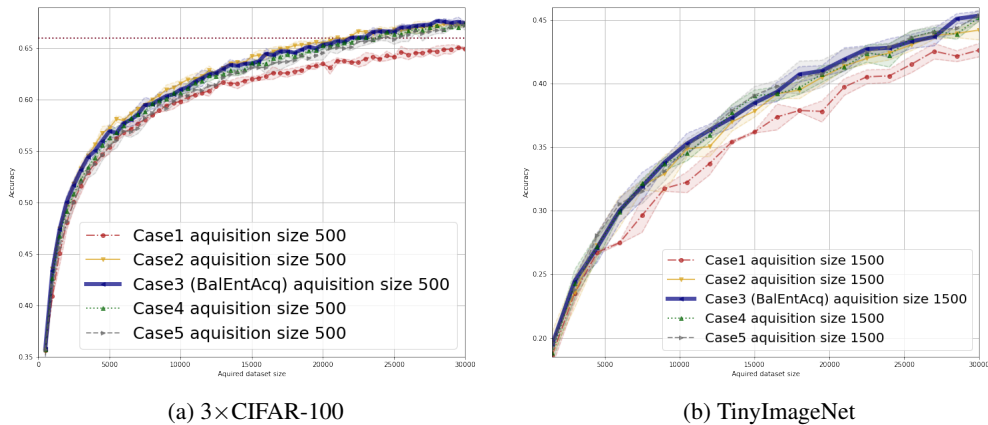 0.65
0.60
0.55
0.50
0.45
0.40
0.35
Accuracy
0 5000 10000 15000 20000 25000 30000
Aquired dataset size
Case1 aquisition size 500
Case2 aquisition size 500
Case3 (BalEntAcq) aquisition size 500
Case4 aquisition size 500
Case5 aquisition size 500
(a) 3×CIFAR-100
0.45
0.40
0.35
0.30
0.25
0.20
Accuracy
5000 10000 15000 20000 25000 30000
Aquired dataset size
Case1 aquisition size 1500
Case2 aquisition size 1500
Case3 (BalEntAcq) aquisition size 1500
Case4 aquisition size 1500
Case5 aquisition size 1500
(b) TinyImageNet